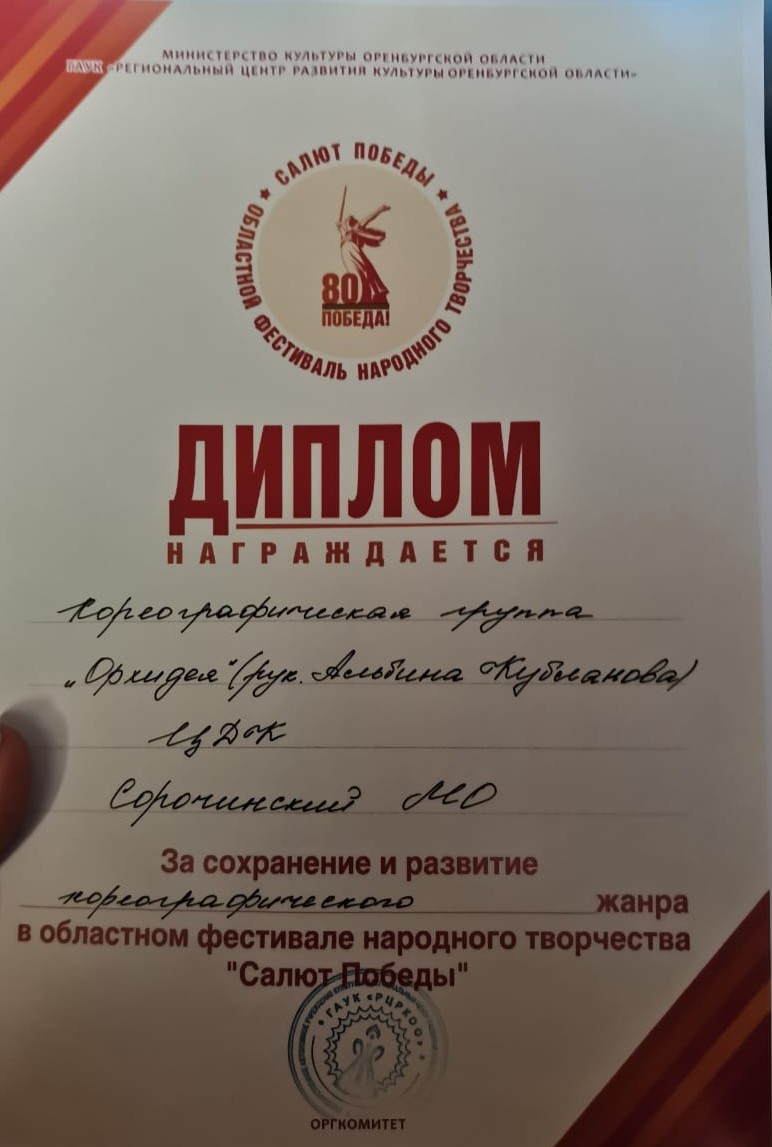 МИНИСТЕРСТВО КУЛЬТУРЫ ОРЕНБУРГСКОЙ ОБЛАСТИ
ГАУК «РЕГИОНАЛЬНЫЙ ЦЕНТР РАЗВИТИЯ КУЛЬТУРЫ ОРЕНБУРГСКОЙ ОБЛАСТИ»
★ САЛЮТ ПОБЕДЫ ★
ОБЛАСТНОЙ ФЕСТИВАЛЬ НАРОДНОГО ТВОРЧЕСТВА
80
ПОБЕДА!
ДИПЛОМ
НАГРАЖДАЕТСЯ
Хореографическая группа
"Орхидея" (рук. Альбина Кубланова)
ЦДК
Сорочинский МО
За сохранение и развитие
хореографического жанра
в областном фестивале народного творчества
"Салют Победы"
ГАУК «РЦРКОО»
ОРГКОМИТЕТ